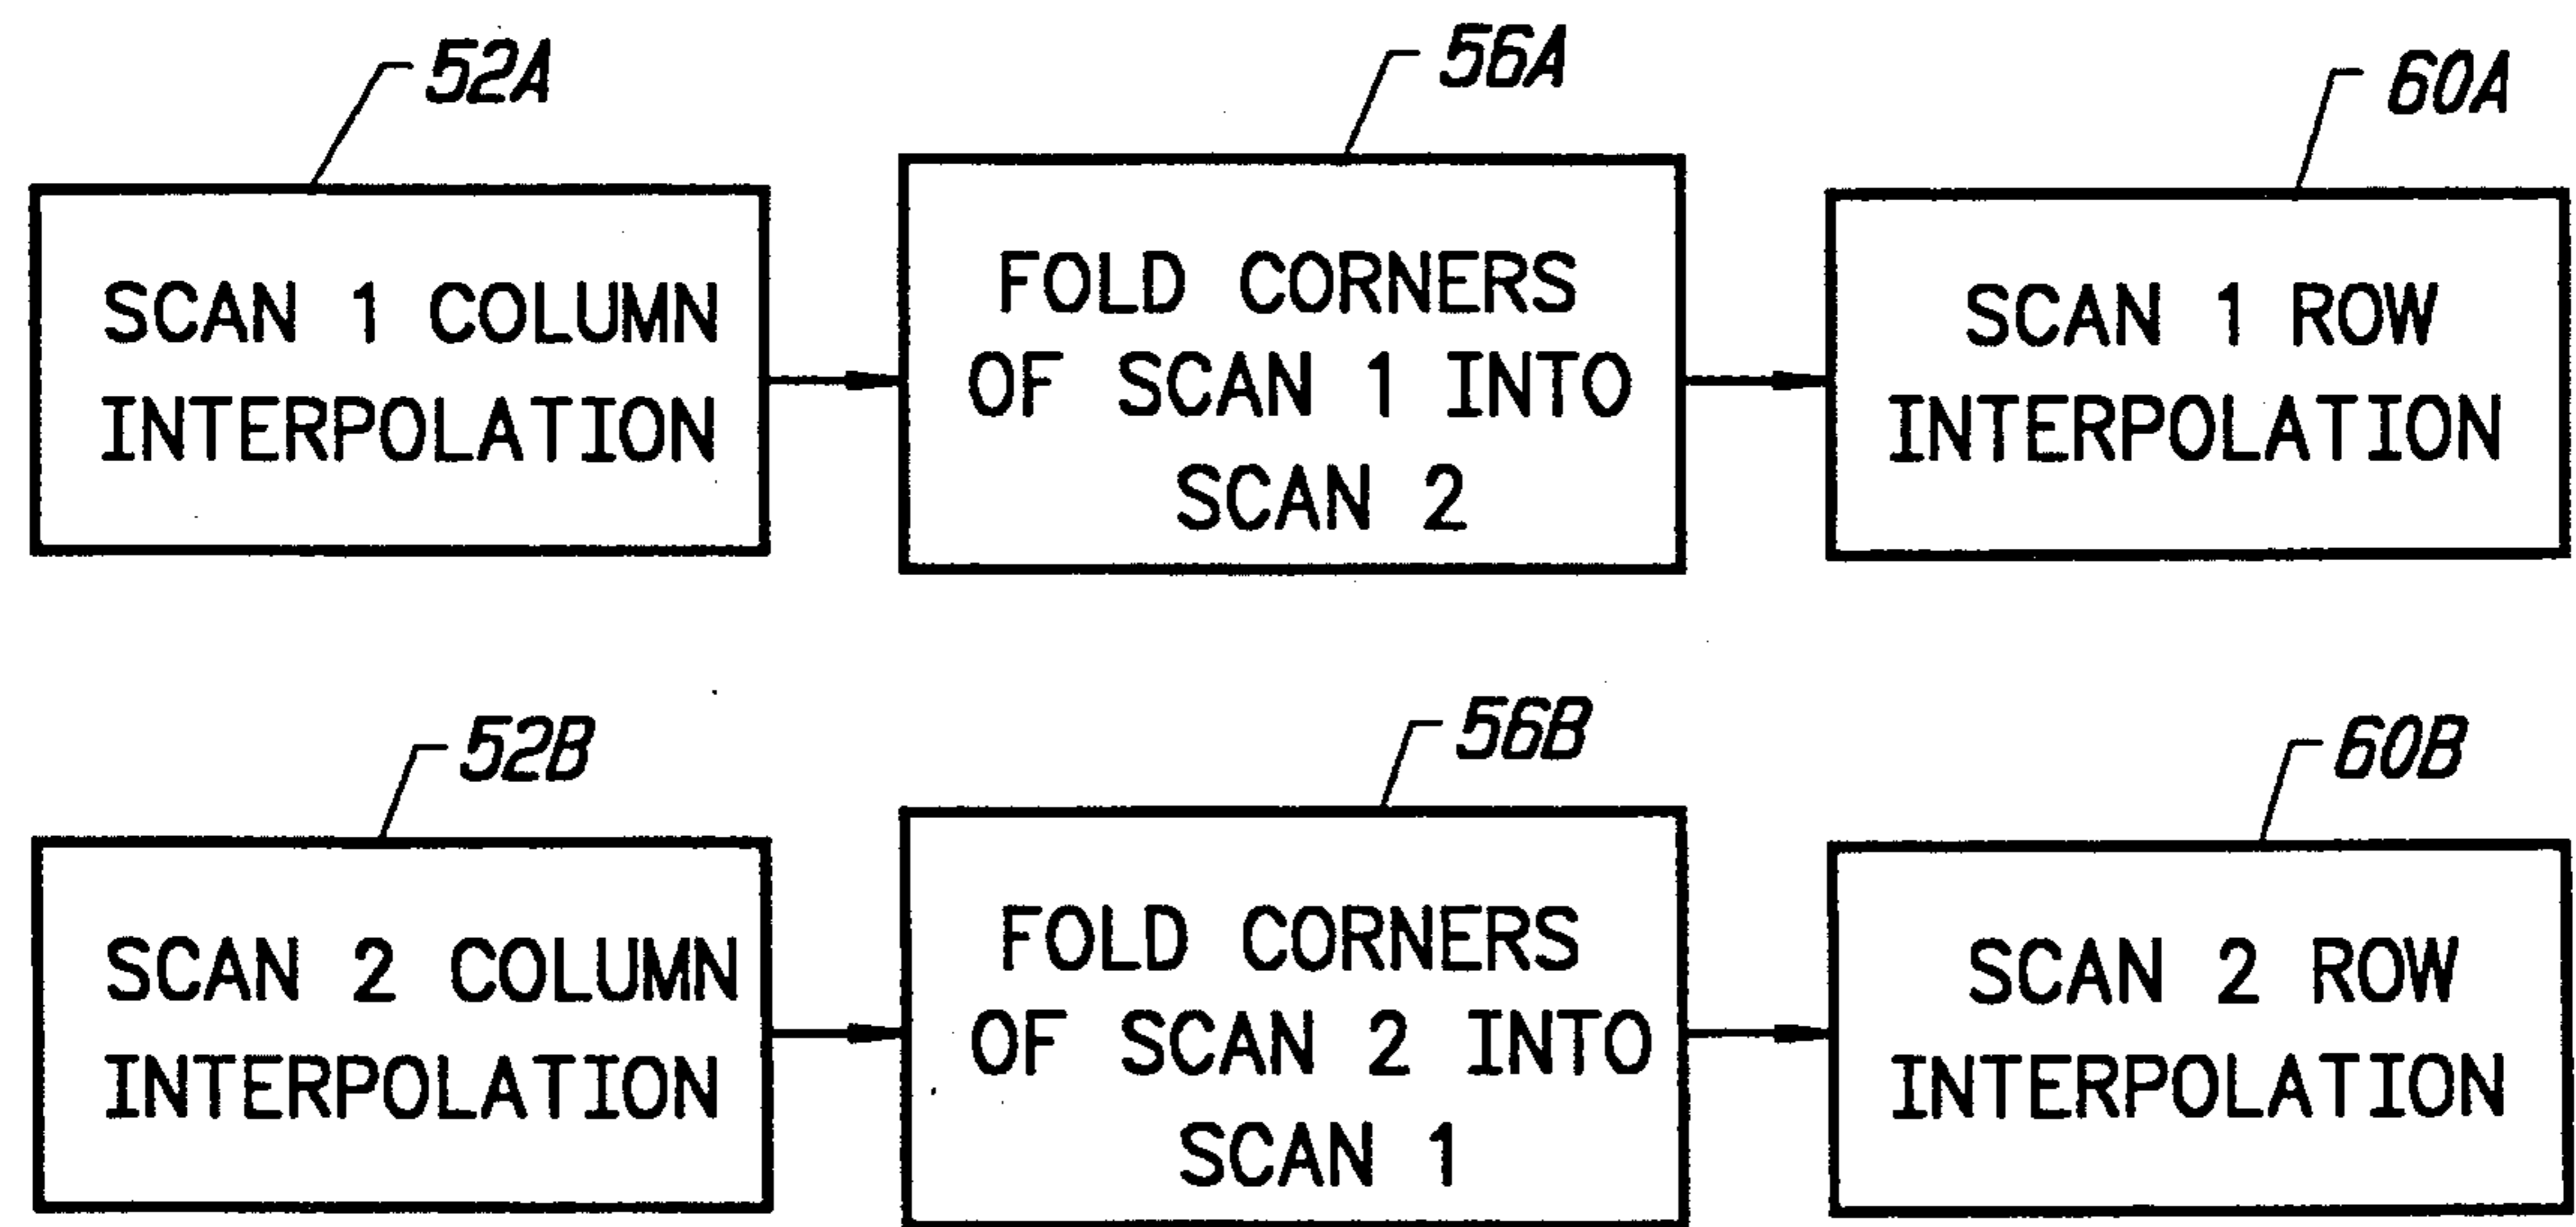 52A
56A
60A
SCAN 1 COLUMN
INTERPOLATION
FOLD CORNERS
OF SCAN 1 INTO
SCAN 2
SCAN 1 ROW
INTERPOLATION
52B
56B
60B
SCAN 2 COLUMN
INTERPOLATION
FOLD CORNERS
OF SCAN 2 INTO
SCAN 1
SCAN 2 ROW
INTERPOLATION